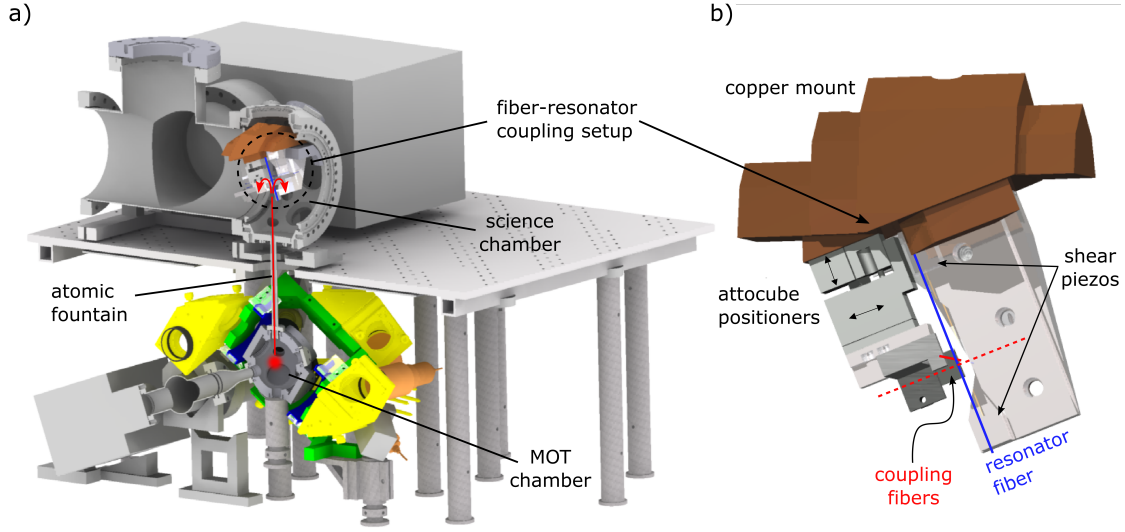 a)
fiber-resonator
coupling setup
science
chamber
atomic
fountain
MOT
chamber
b)
copper mount
shear
piezos
attocube
positioners
coupling
fibers
resonator
fiber